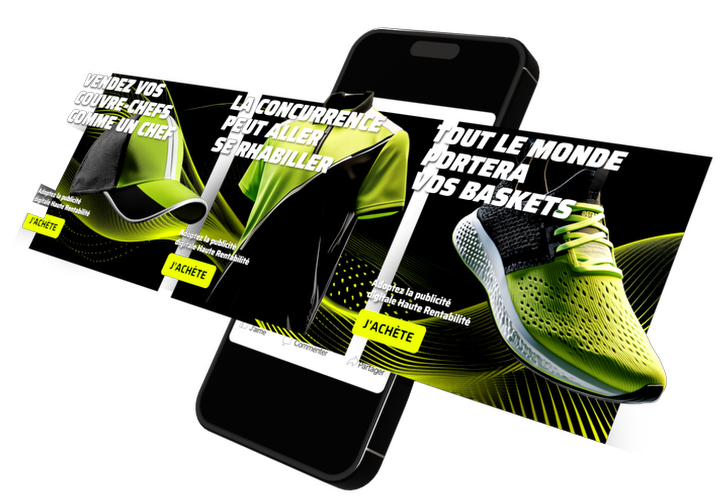 VENDEZ VOS
COUVRE-CHEFS
COMME UN CHEF
Adoptez la publicité
digitale Haute Rentabilité
J'ACHÈTE
LA CONCURRENCE
PEUT ALLER
SE RHABILLER
Adoptez la publicité
digitale Haute Rentabilité
J'ACHÈTE
TOUT LE MONDE
PORTERA
VOS BASKETS
Adoptez la publicité
digitale Haute Rentabilité
J'ACHÈTE
J'aime
Commenter
Partager